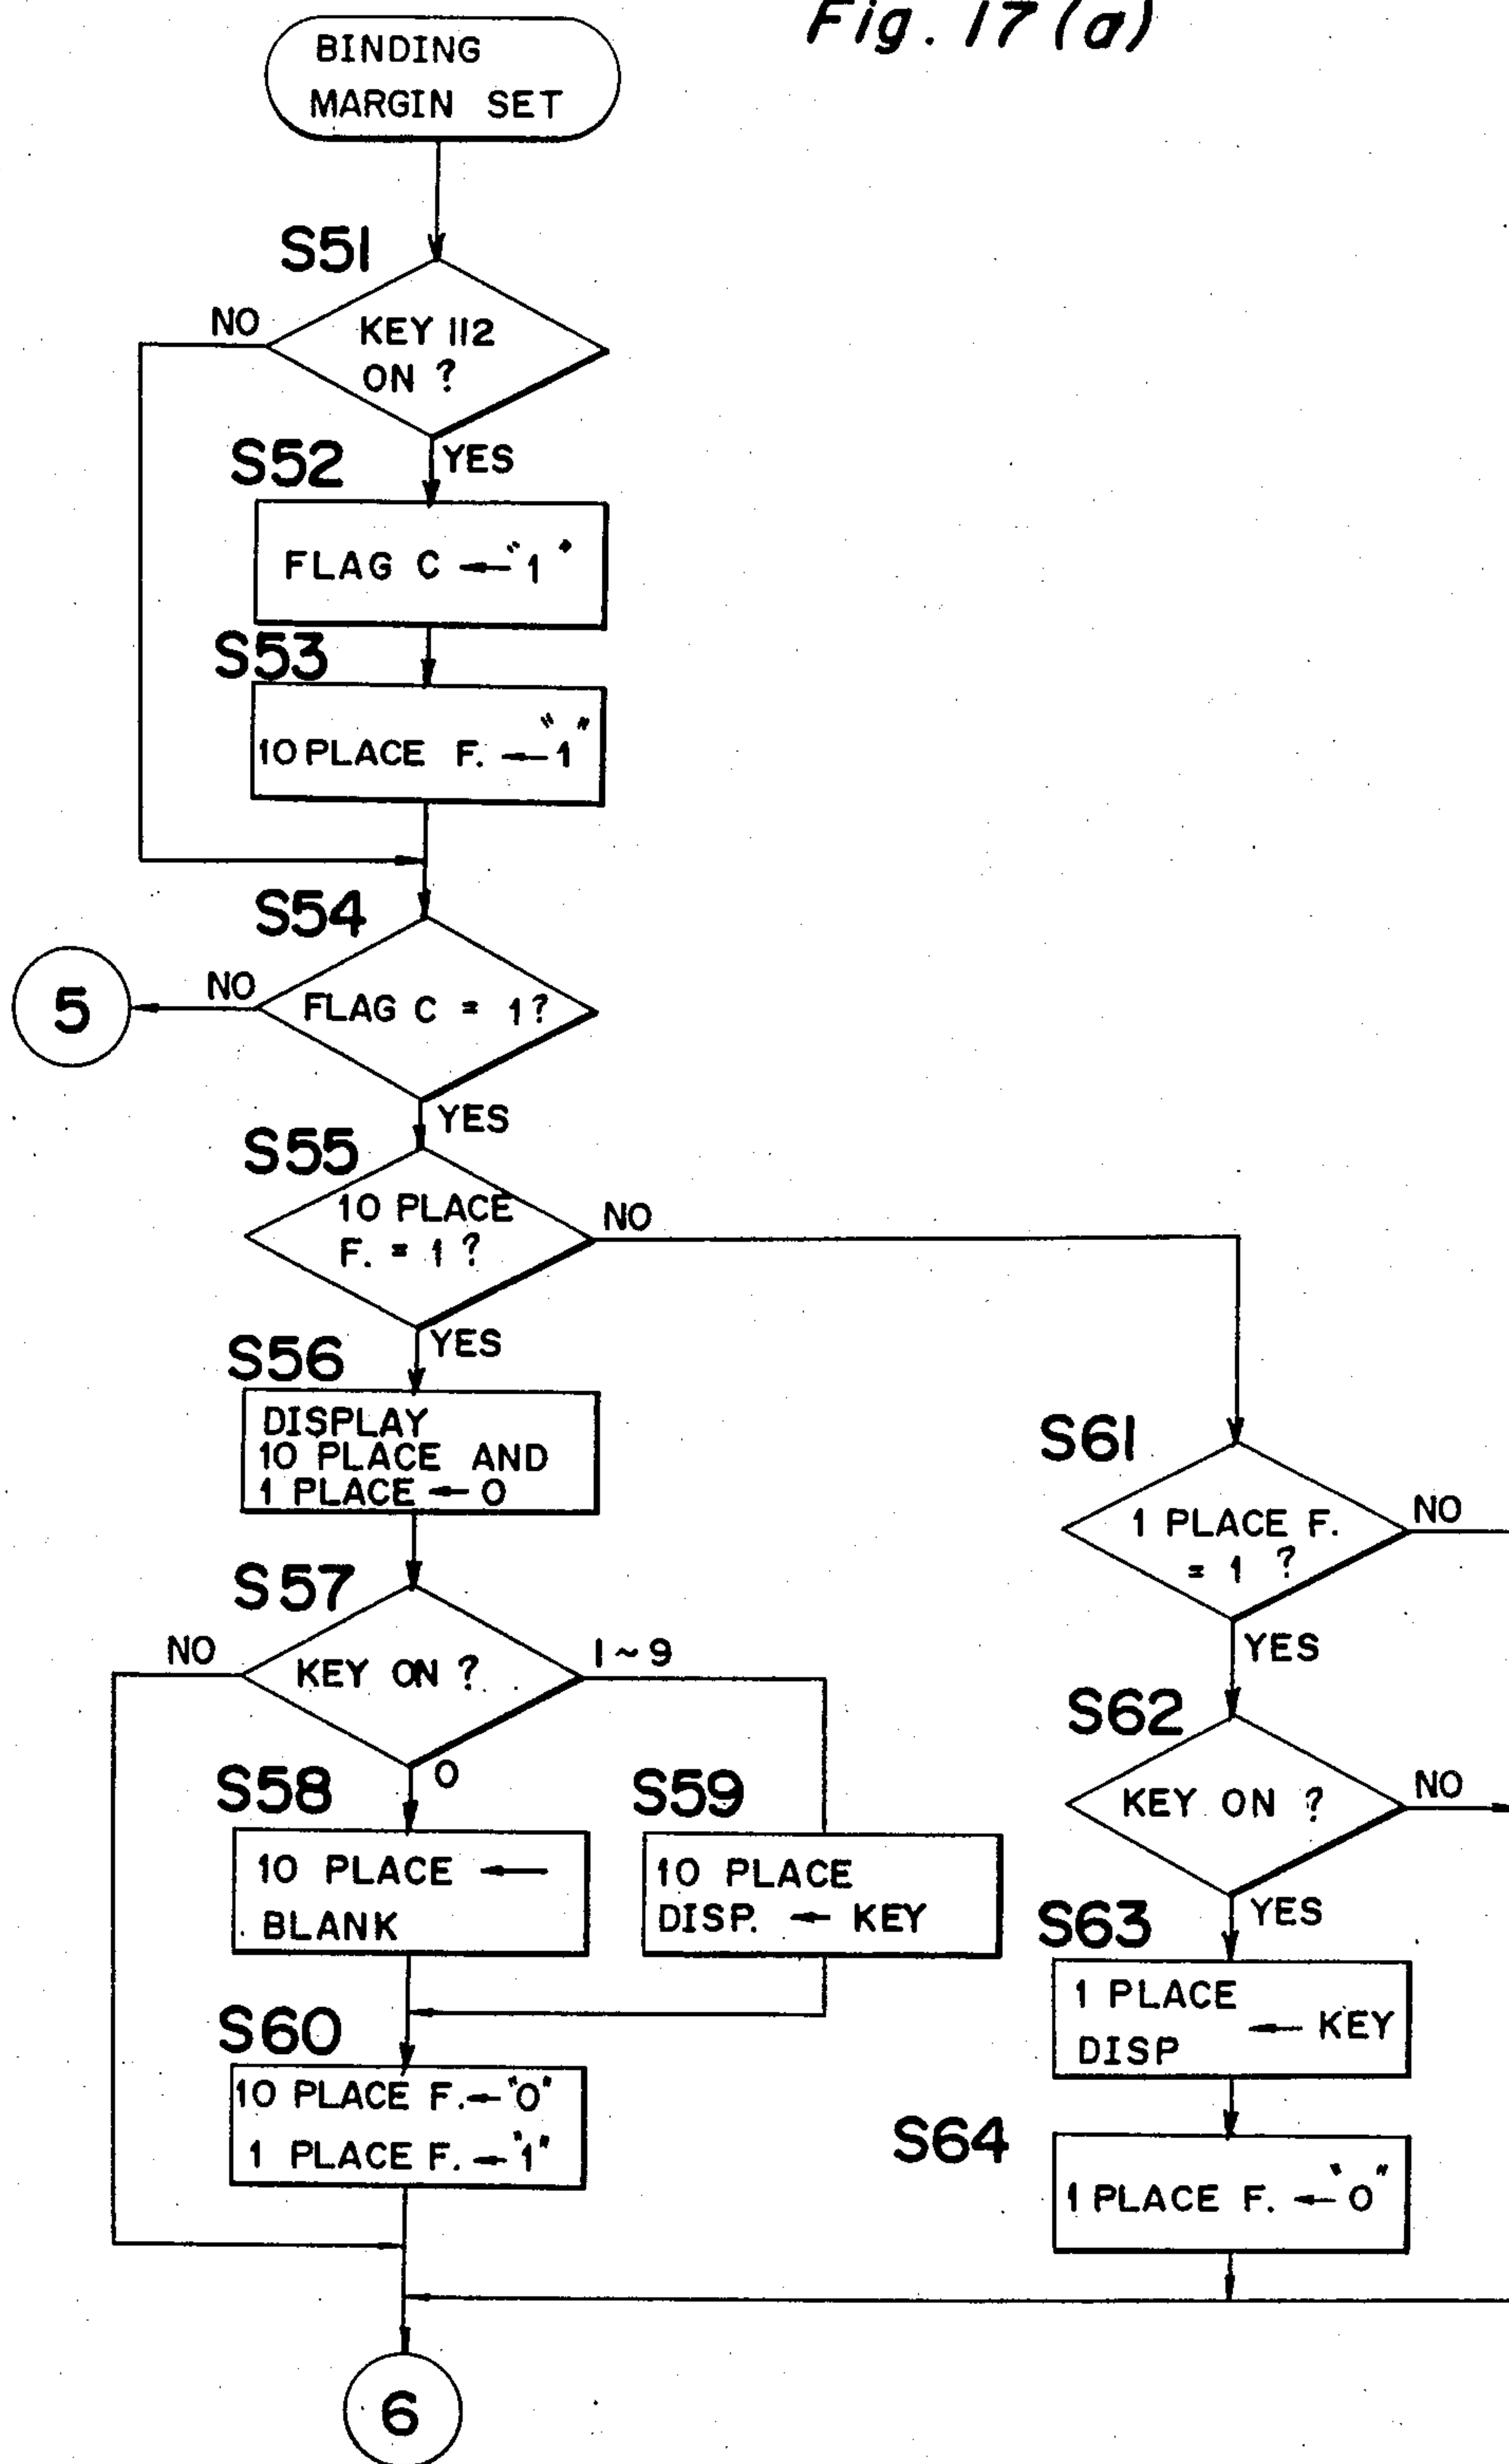 Fig. 17 (a)
BINDING
MARGIN SET
S51
NO
KEY 112
ON ?
YES
S52
FLAG C ← "1"
S53
10 PLACE F. ← "1"
S54
5
NO
FLAG C = 1 ?
YES
S55
10 PLACE
F. = 1 ?
NO
YES
S56
DISPLAY
10 PLACE AND
1 PLACE ← 0
S61
1 PLACE F.
= 1 ?
NO
YES
S57
NO
KEY ON ?
1 ~ 9
0
S62
KEY ON ?
NO
YES
S58
10 PLACE ←
BLANK
S59
10 PLACE
DISP. ← KEY
S63
1 PLACE
DISP ← KEY
S60
10 PLACE F. ← "0"
1 PLACE F. ← "1"
S64
1 PLACE F. ← "0"
6